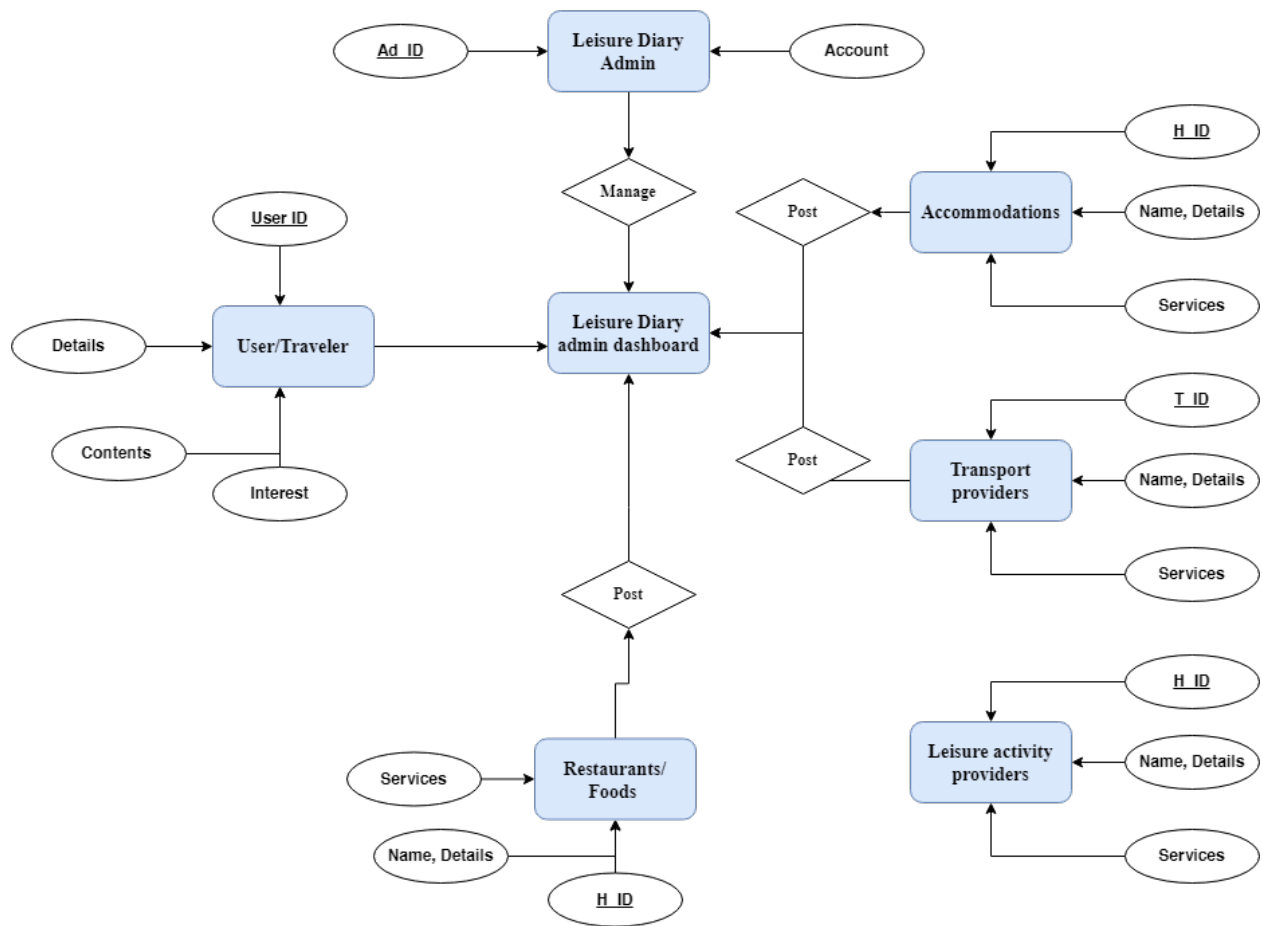 Ad_ID
Leisure Diary
Admin
Account
H_ID
Manage
Post
Accommodations
Name, Details
User ID
Services
Leisure Diary
admin dashboard
User/Traveler
Details
T_ID
Contents
Post
Transport
providers
Name, Details
Interest
Services
Post
H_ID
Leisure activity
providers
Name, Details
Services
Restaurants/
Foods
Services
Name, Details
H_ID